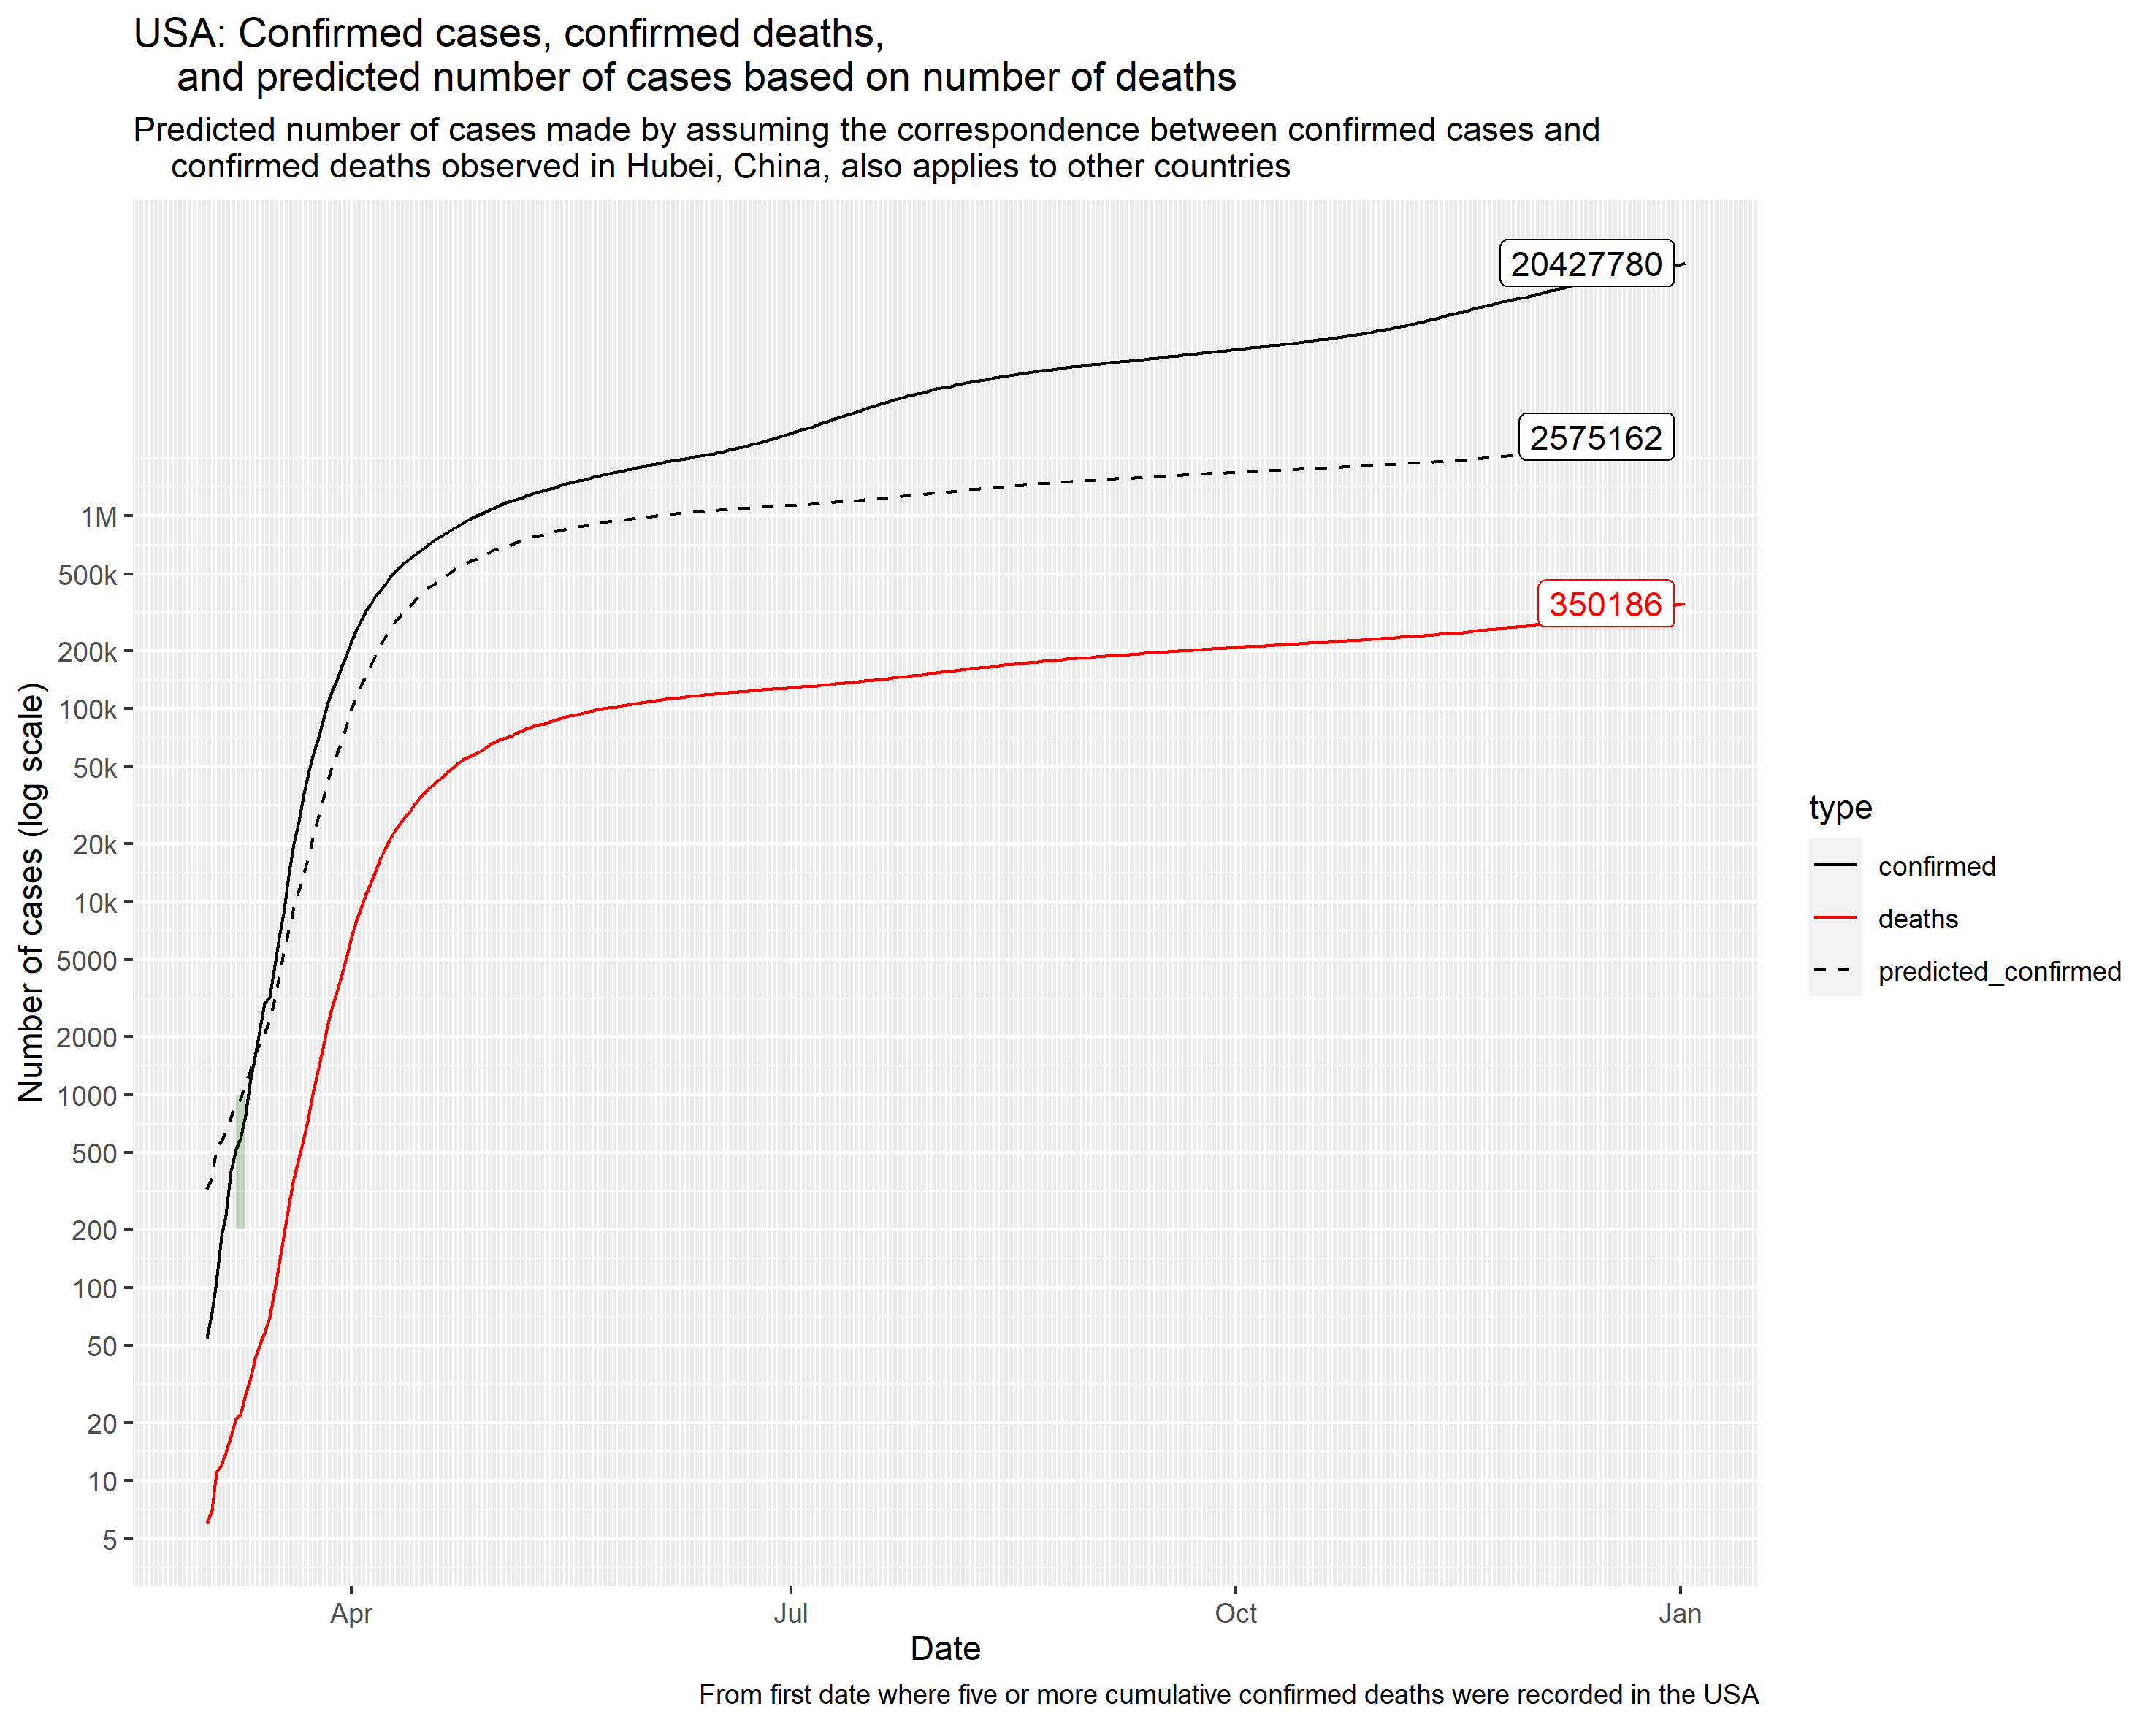 USA: Confirmed cases, confirmed deaths,
and predicted number of cases based on number of deaths
Predicted number of cases made by assuming the correspondence between confirmed cases and
confirmed deaths observed in Hubei, China, also applies to other countries
Number of cases (log scale)
1M
500k
200k
100k
50k
20k
10k
5000
2000
1000
500
200
100
50
20
10
5
20427780
2575162
350186
type
confirmed
deaths
predicted_confirmed
Apr
Jul
Oct
Jan
Date
From first date where five or more cumulative confirmed deaths were recorded in the USA